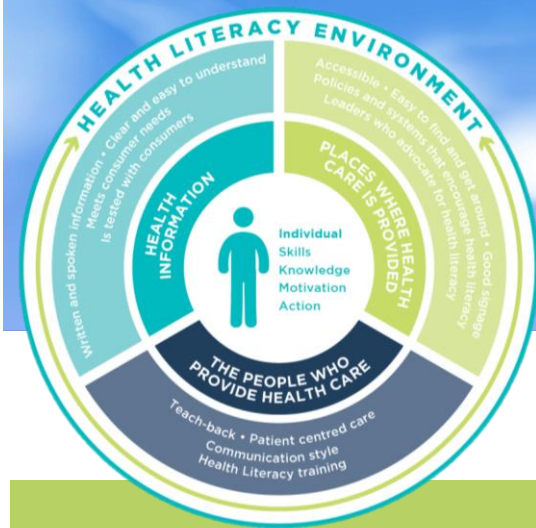 HEALTH LITERACY ENVIRONMENT
Written and spoken information • Clear and easy to understand
Meets consumer needs
Is tested with consumers
HEALTH
INFORMATION
Accessible • Easy to find and get around • Good signage
Policies and systems that encourage health literacy
Leaders who advocate for health literacy
PLACES WHERE HEALTH
CARE IS PROVIDED
Individual
Skills
Knowledge
Motivation
Action
THE PEOPLE WHO
PROVIDE HEALTH CARE
Teach-back • Patient centred care
Communication style
Health Literacy training